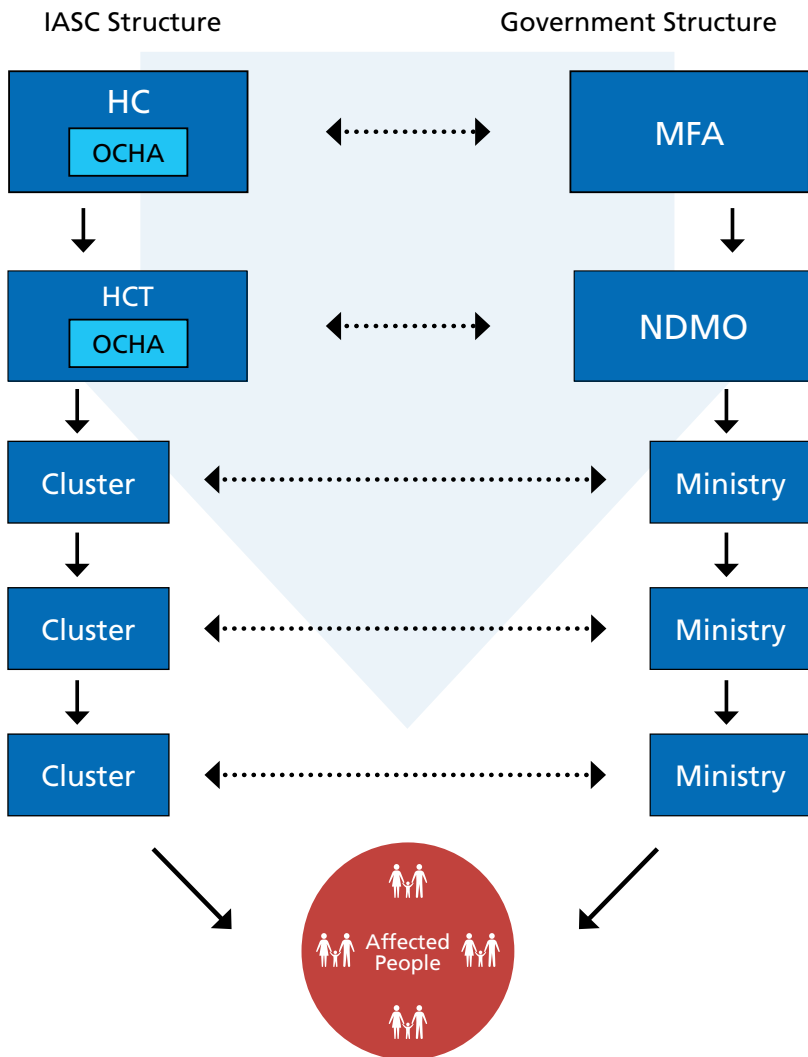 IASC Structure
Government Structure
HC
OCHA
MFA
HCT
OCHA
NDMO
Cluster
Ministry
Cluster
Ministry
Cluster
Ministry
Affected
People